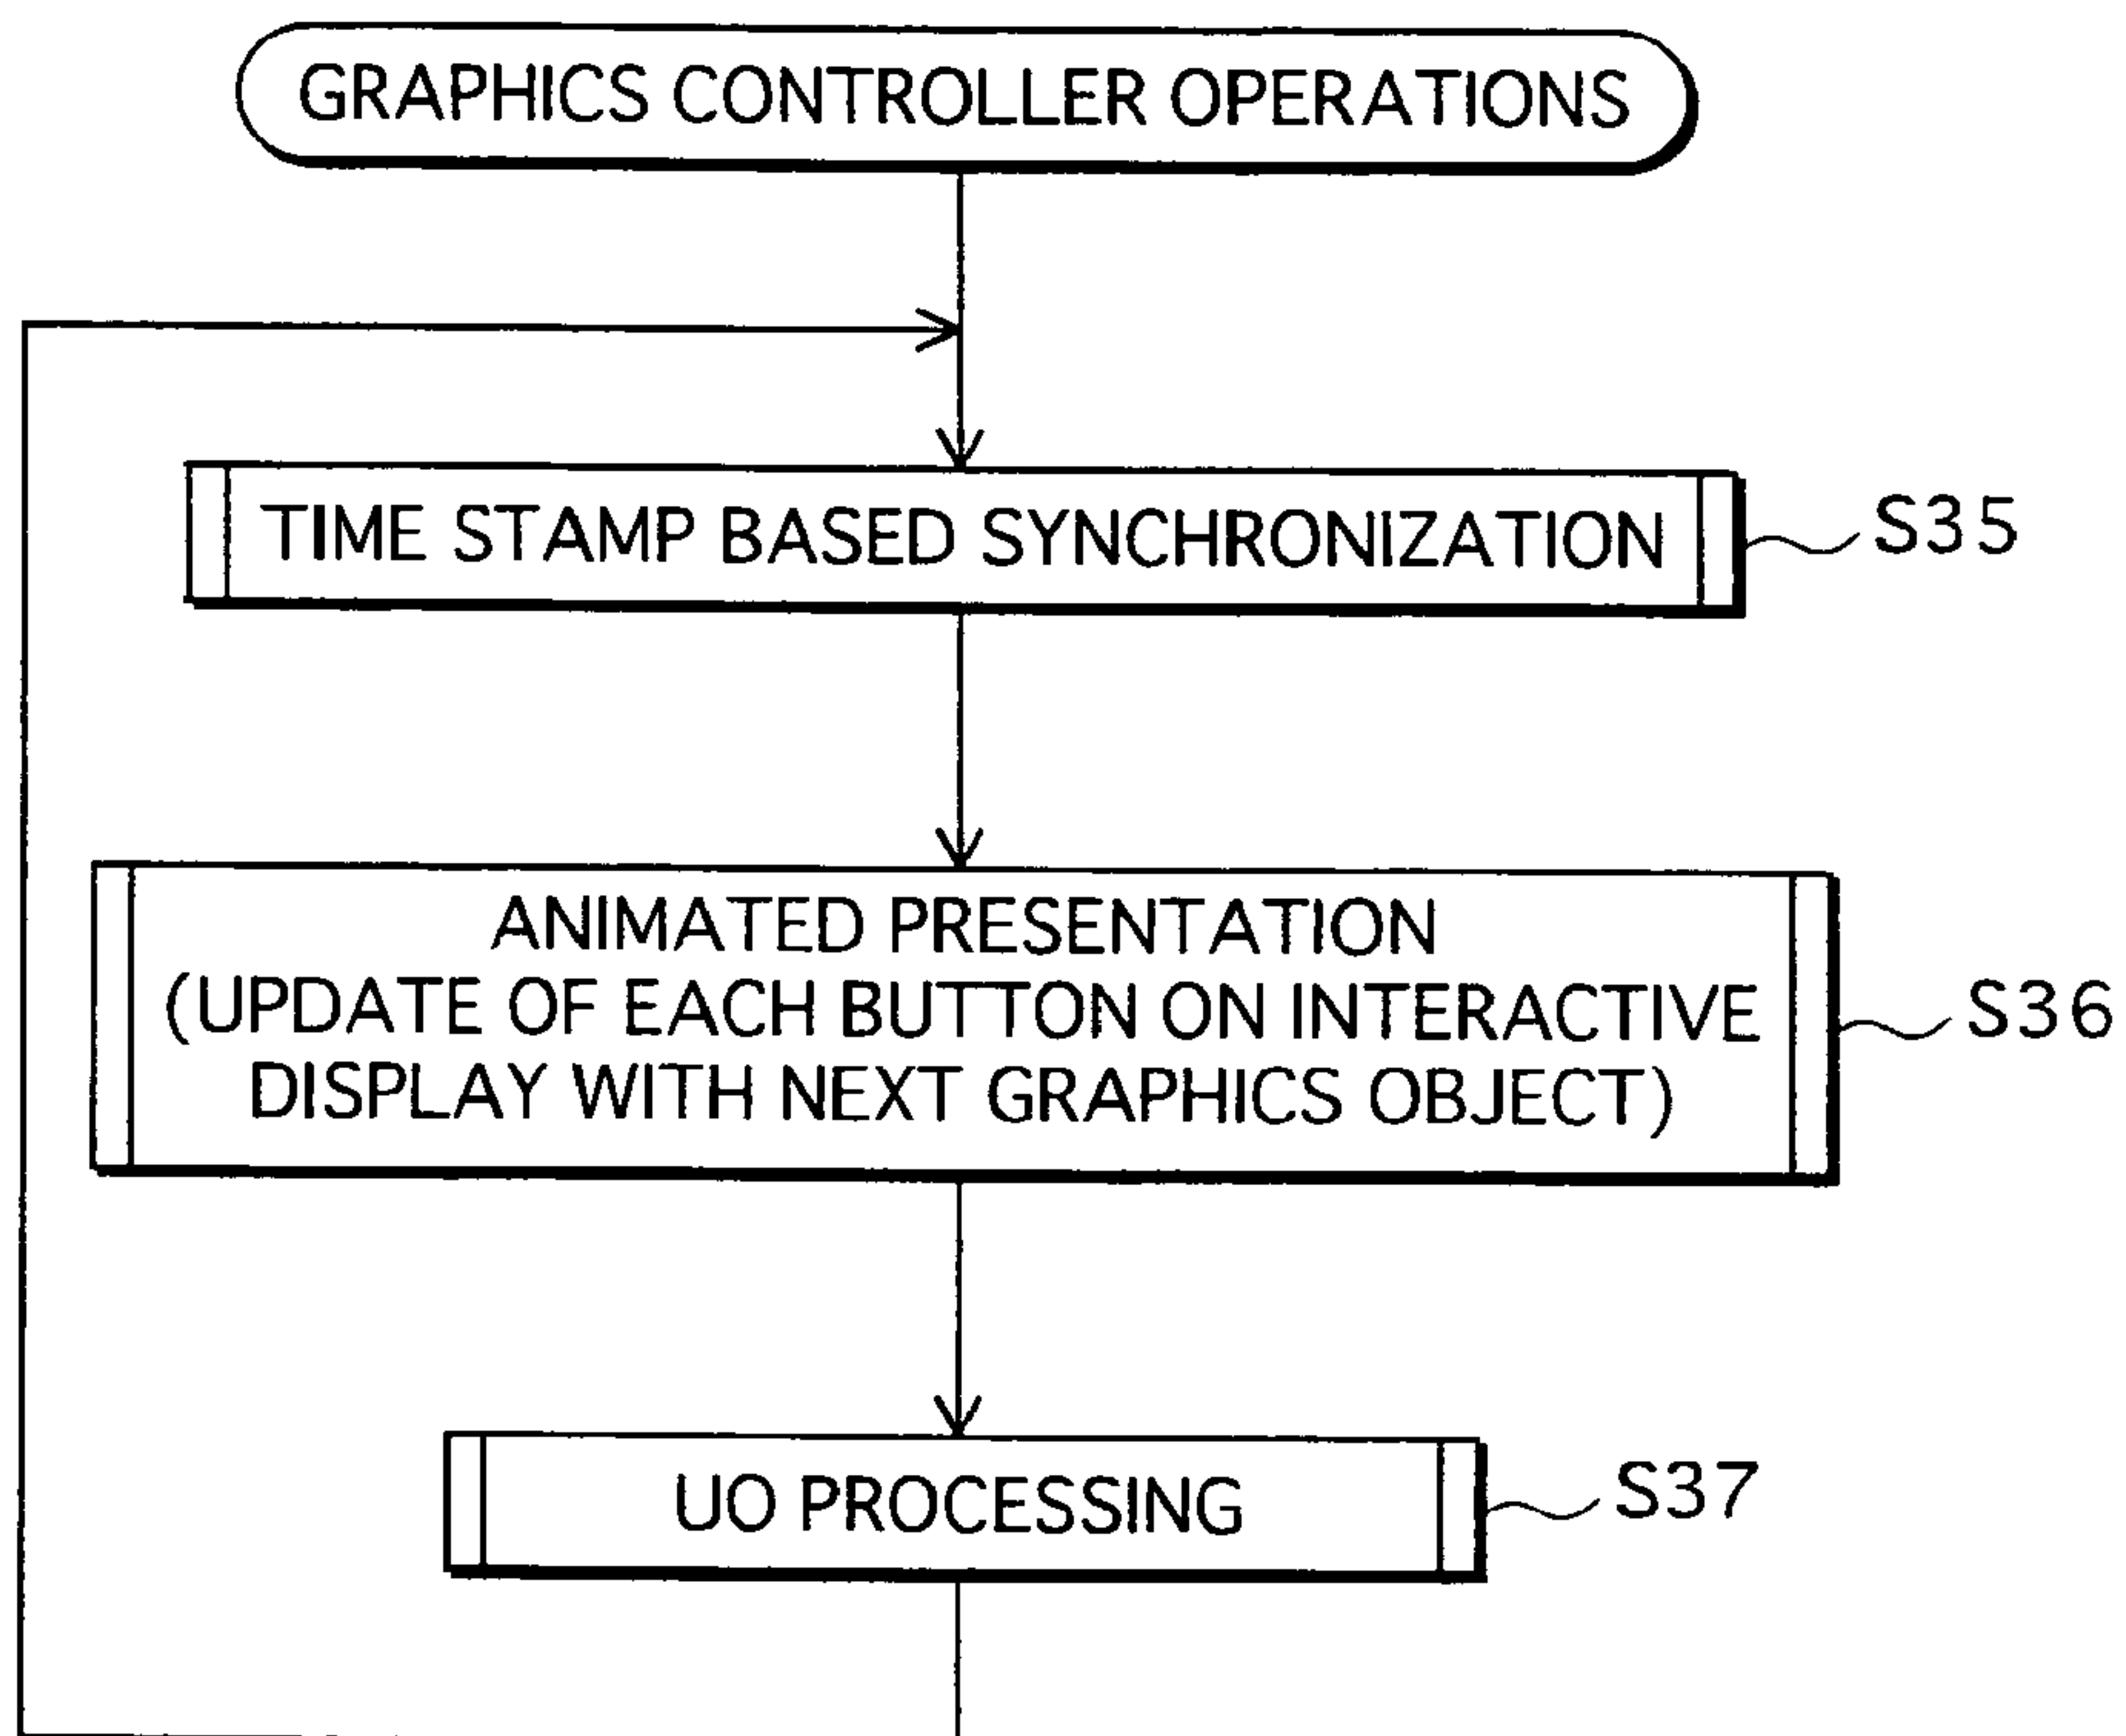 GRAPHICS CONTROLLER OPERATIONS
TIME STAMP BASED SYNCHRONIZATION
S35
ANIMATED PRESENTATION
(UPDATE OF EACH BUTTON ON INTERACTIVE
DISPLAY WITH NEXT GRAPHICS OBJECT)
S36
UO PROCESSING
S37